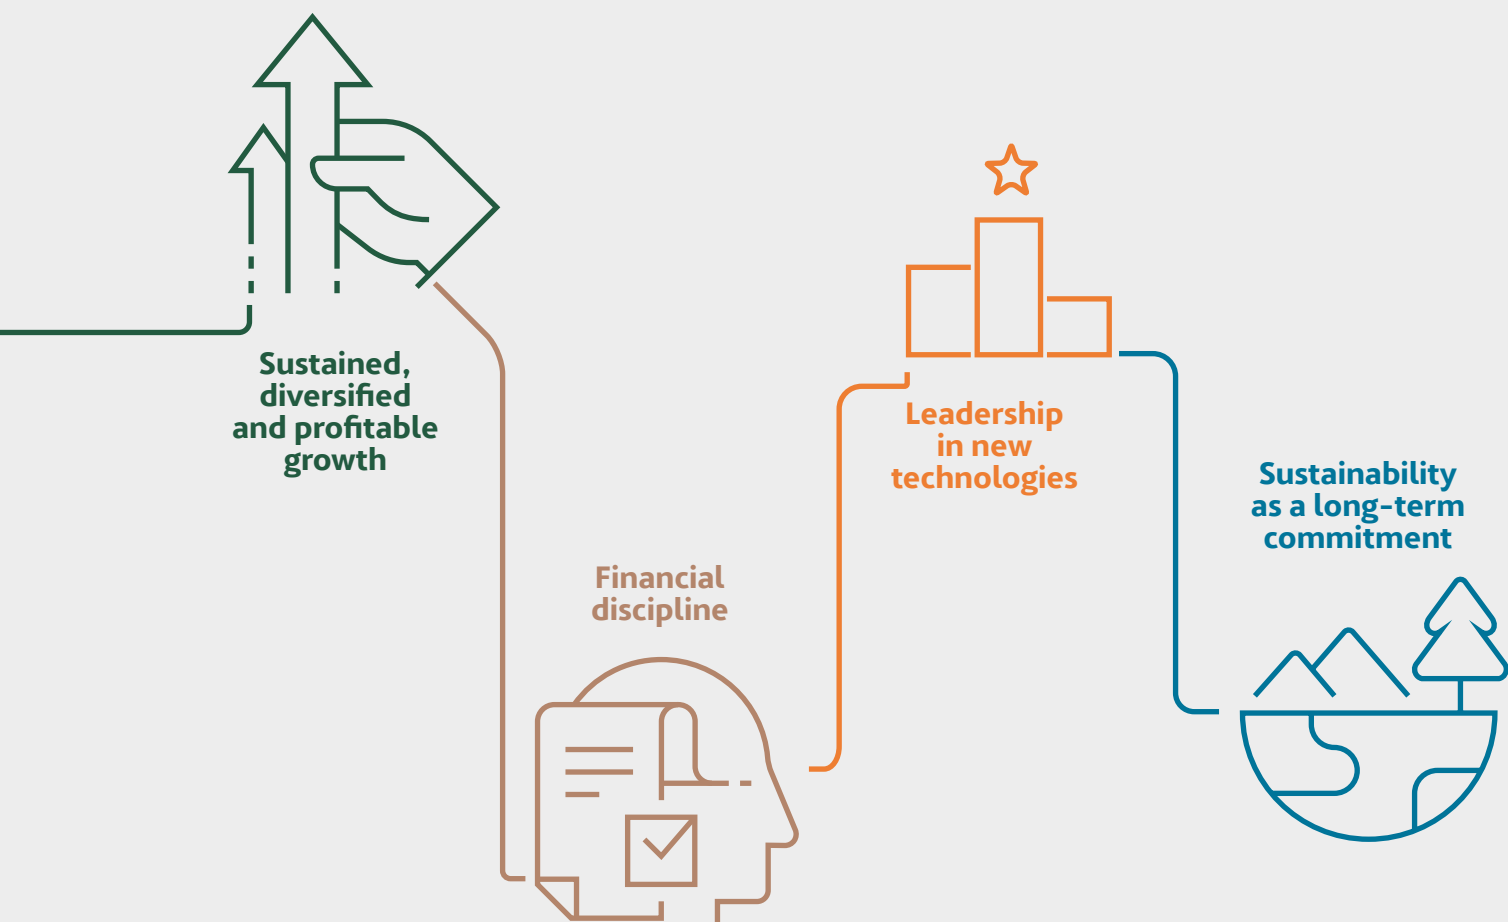 Sustained,
diversified
and profitable
growth
Financial
discipline
Leadership
in new
technologies
Sustainability
as a long-term
commitment